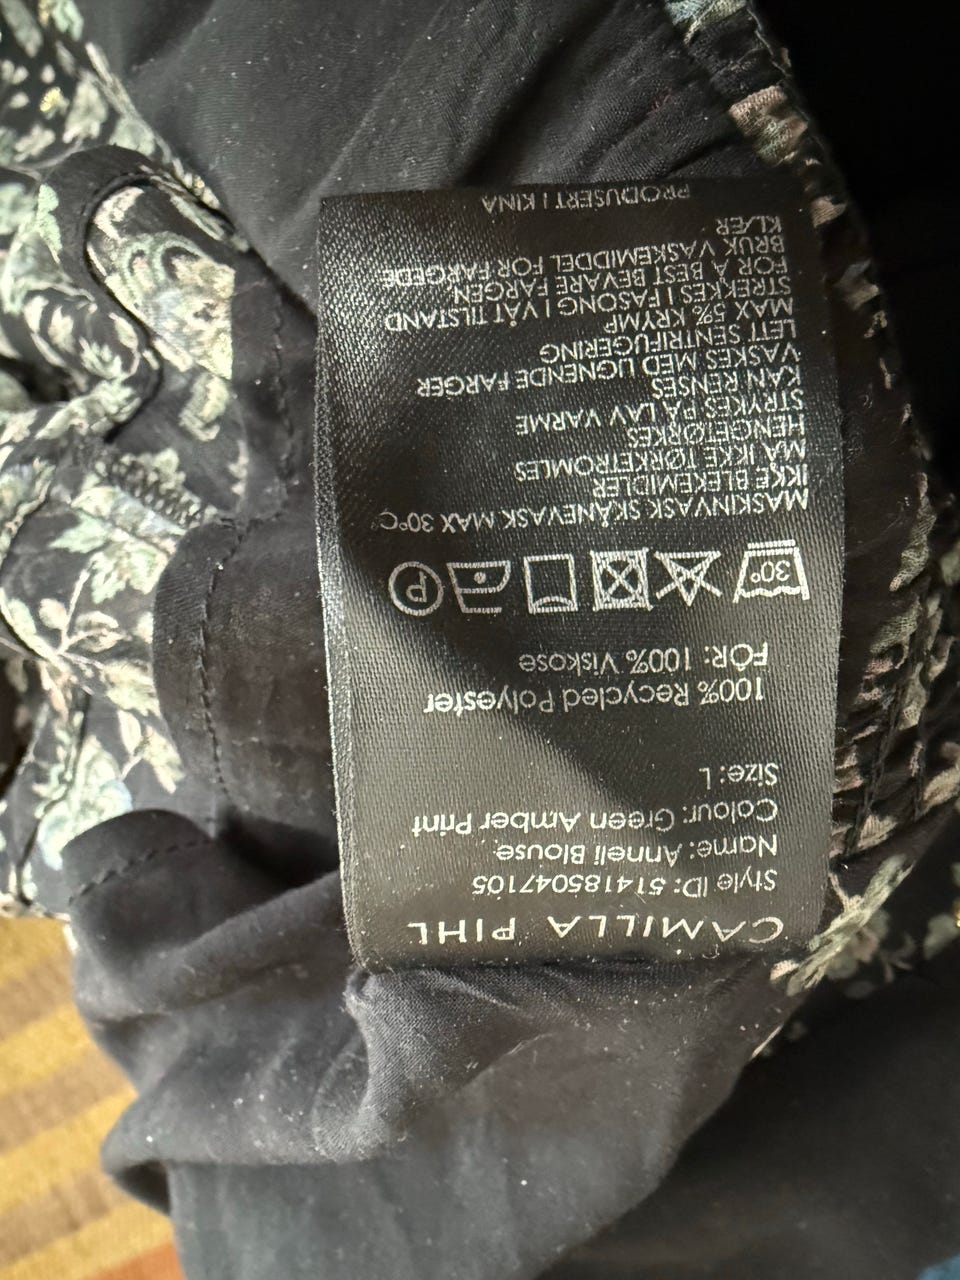 CAMILLA PIHL
Style ID: 514185047105
Name: Anneli Blouse
Colour: Green Amber Print
Size: L
100% Recycled Polyester
FÔR: 100% Viskose
30°
P
MASKINVASK SKÅNEVASK MAX 30°C
IKKE BLEKEMIDLER
MÅ IKKE TØRKETROMLES
HENGETØRKES
STRYKES PÅ LAV VARME
KAN RENSES
VASKES MED LIGNENDE FARGER
LETT SENTRIFUGERING
MAX 5% KRYMP
STREKKES I FASONG I VÅT TILSTAND
FOR Å BEST BEVARE FARGEN
BRUK VASKEMIDDEL FOR FARGEDE
KLÆR
PRODUSERT I KINA